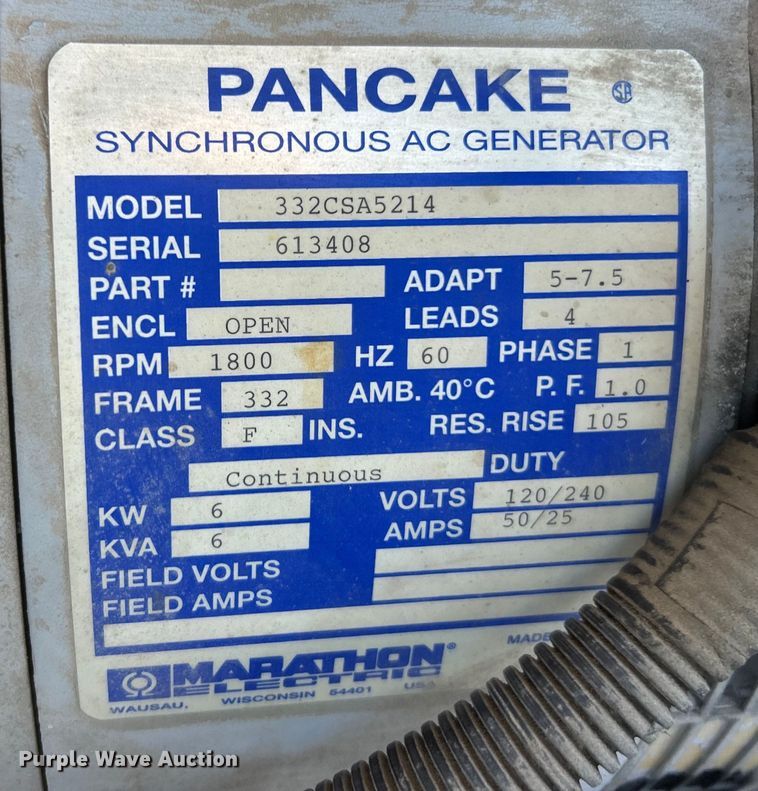 PANCAKE
SYNCHRONOUS AC GENERATOR
MODEL 332CSA5214
SERIAL 613408
PART # ADAPT 5-7.5
ENCL OPEN LEADS 4
RPM 1800 HZ 60 PHASE 1
FRAME 332 AMB. 40°C P. F. 1.0
CLASS F INS. RES. RISE 105
Continuous DUTY
KW 6 VOLTS 120/240
KVA 6 AMPS 50/25
FIELD VOLTS
FIELD AMPS
MARATHON®
ELECTRIC
MADE
WAUSAU, WISCONSIN 54401 USA
Purple Wave Auction